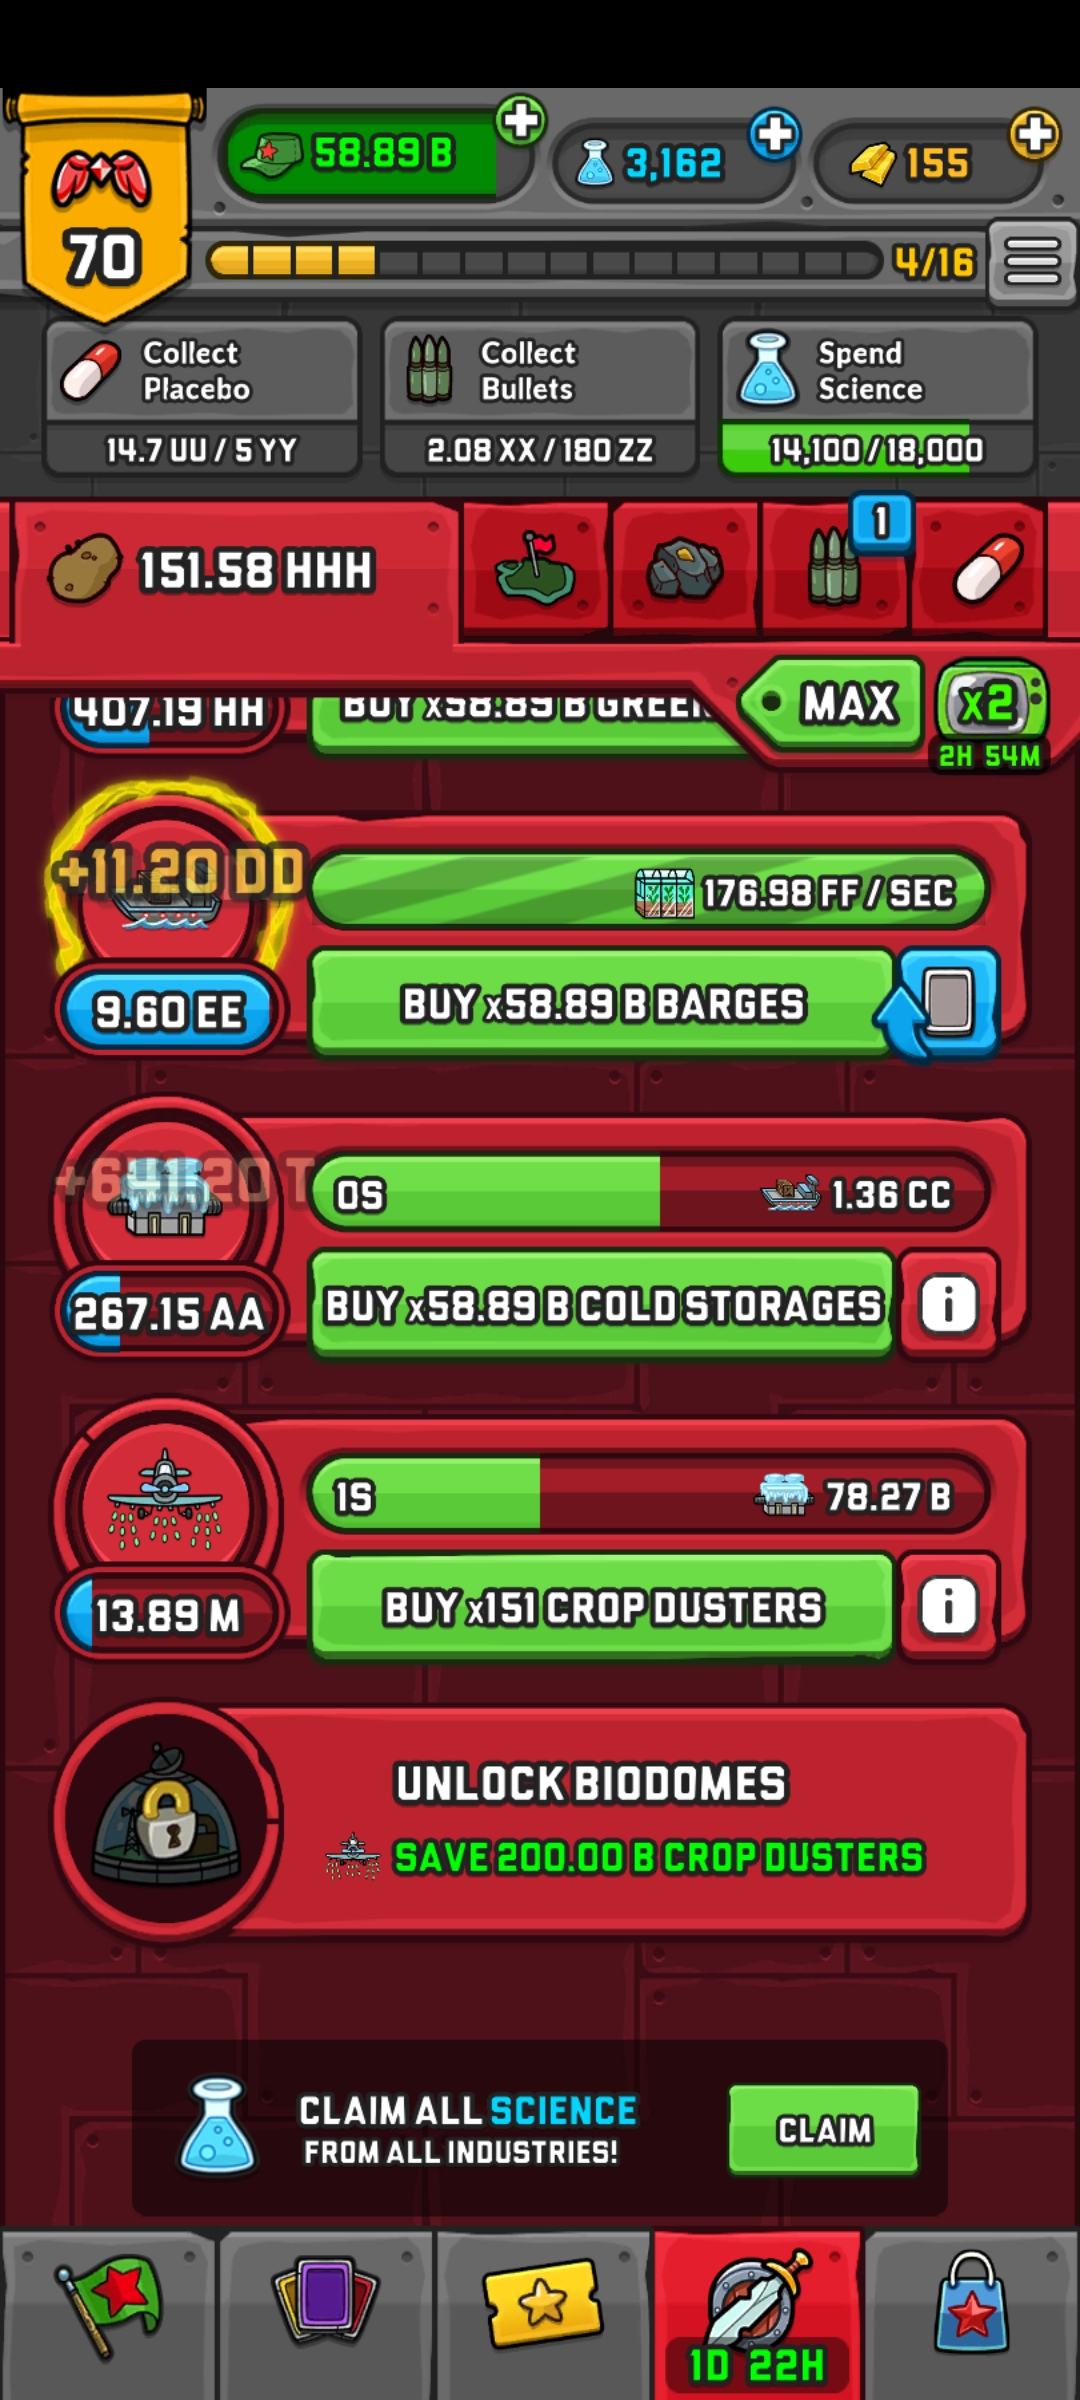 58.89 B
3,162
155
70
4/16
Collect
Placebo
14.7 UU / 5 YY
Collect
Bullets
2.08 XX / 180 ZZ
Spend
Science
14,100 / 18,000
151.58 HHH
1
MAX
x2
2H 54M
407.19 HH
BUY x58.89 B
+11.20 DD
176.98 FF / SEC
9.60 EE
BUY x58.89 B BARGES
+641.20 T
0S
1.36 CC
267.15 AA
BUY x58.89 B COLD STORAGES
i
1S
78.27 B
13.89 M
BUY x151 CROP DUSTERS
i
UNLOCK BIODOMES
SAVE 200.00 B CROP DUSTERS
CLAIM ALL SCIENCE
FROM ALL INDUSTRIES!
CLAIM
1D 22H